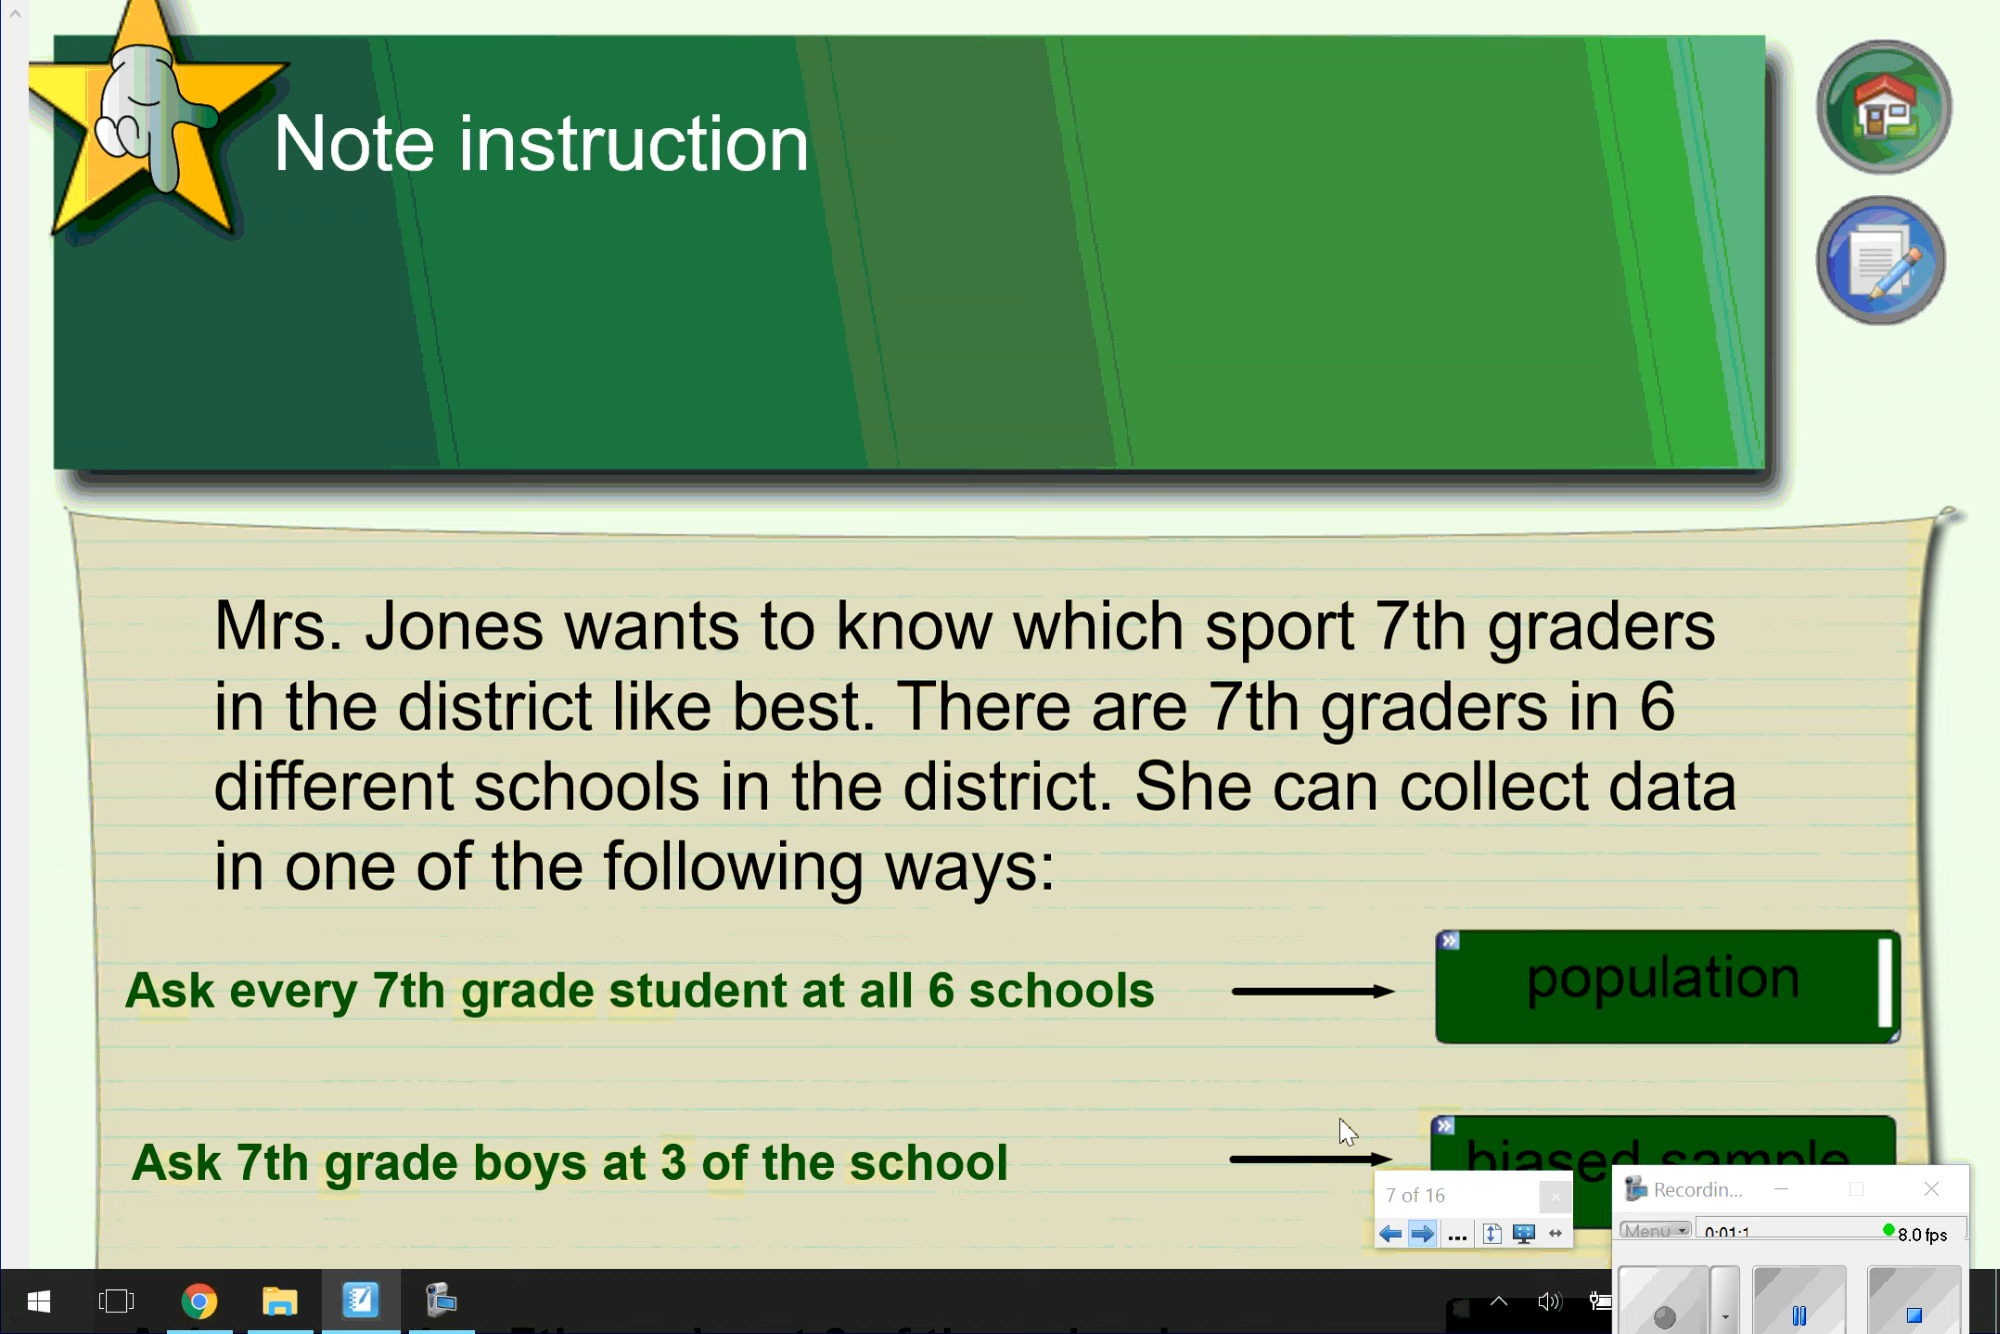 Note instruction
Mrs. Jones wants to know which sport 7th graders
in the district like best. There are 7th graders in 6
different schools in the district. She can collect data
in one of the following ways:
Ask every 7th grade student at all 6 schools
population
Ask 7th grade boys at 3 of the school
biased sample
7 of 16
Recordin...
Menu
0:01:1
8.0 fps